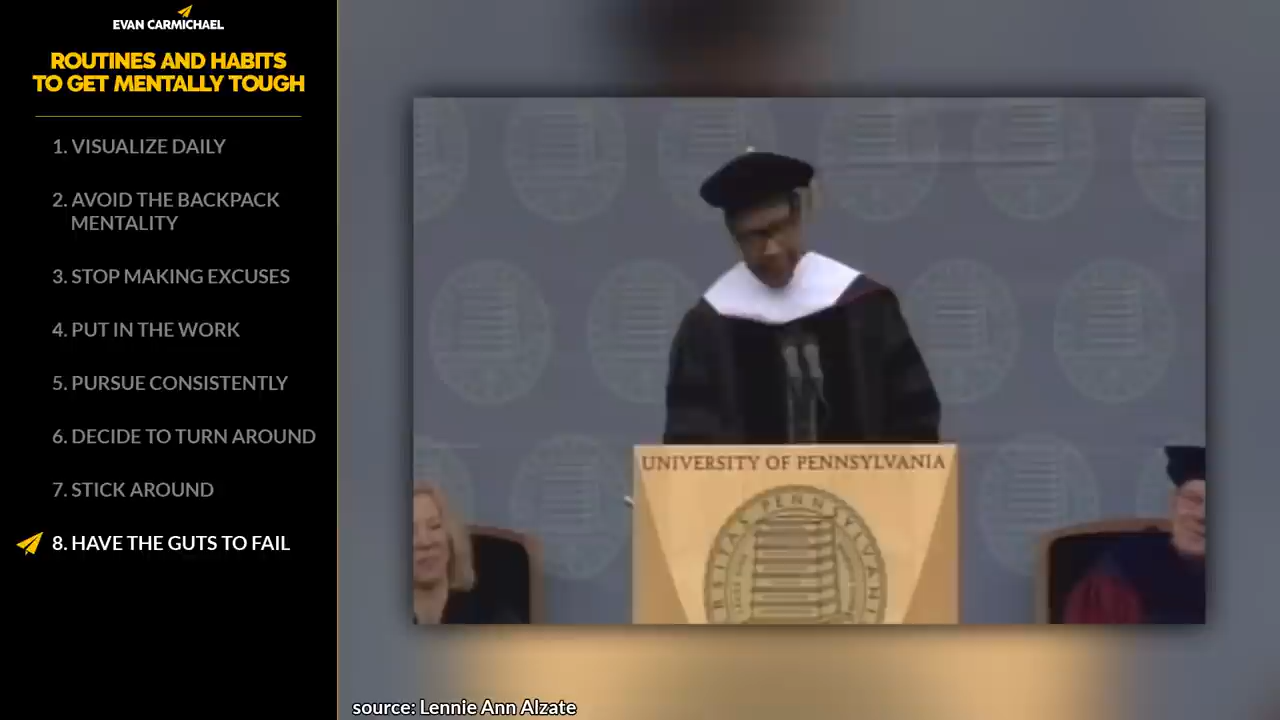 EVAN CARMICHAEL
ROUTINES AND HABITS
TO GET MENTALLY TOUGH
1. VISUALIZE DAILY
2. AVOID THE BACKPACK
MENTALITY
3. STOP MAKING EXCUSES
4. PUT IN THE WORK
5. PURSUE CONSISTENTLY
6. DECIDE TO TURN AROUND
7. STICK AROUND
8. HAVE THE GUTS TO FAIL
UNIVERSITY OF PENNSYLVANIA
RSITAS PENNSYLVANI
source: Lennie Ann Alzate